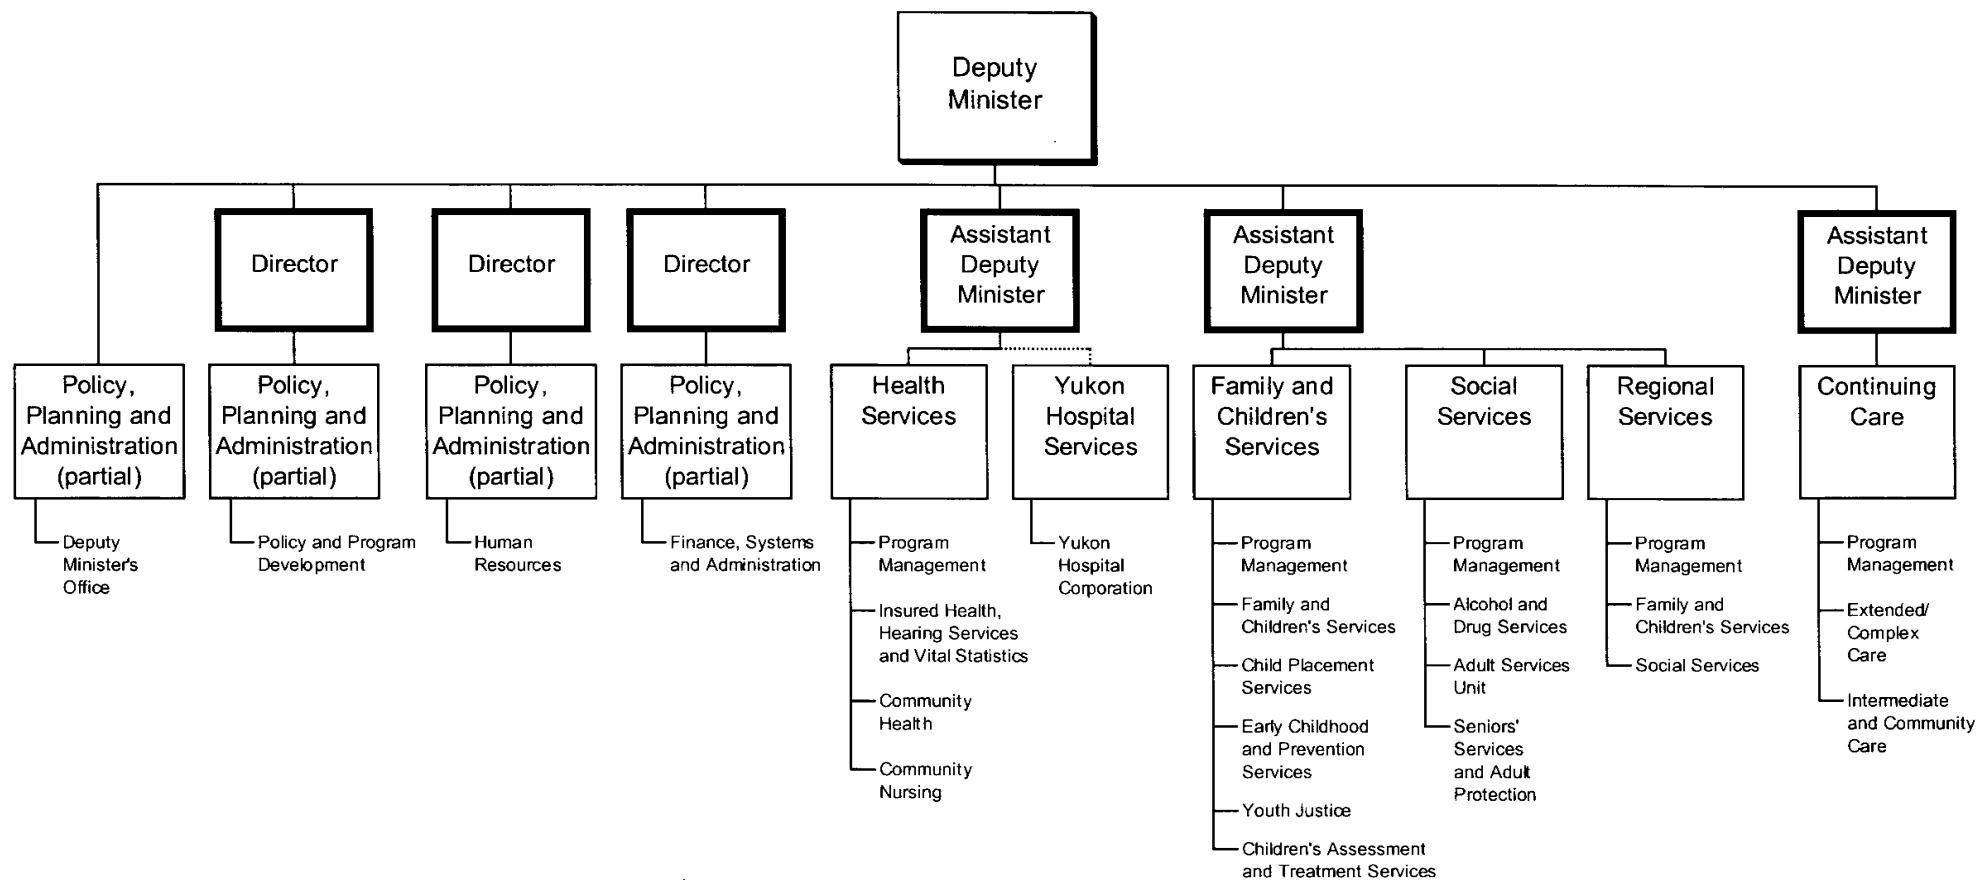 Deputy
Minister
Director
Director
Director
Assistant
Deputy
Minister
Assistant
Deputy
Minister
Assistant
Deputy
Minister
Policy,
Planning and
Administration
(partial)
Policy,
Planning and
Administration
(partial)
Policy,
Planning and
Administration
(partial)
Policy,
Planning and
Administration
(partial)
Health
Services
Yukon
Hospital
Services
Family and
Children's
Services
Social
Services
Regional
Services
Continuing
Care
Deputy
Minister's
Office
Policy and Program
Development
Human
Resources
Finance, Systems
and Administration
Program
Management
Insured Health,
Hearing Services
and Vital Statistics
Community
Health
Community
Nursing
Yukon
Hospital
Corporation
Program
Management
Family and
Children's Services
Child Placement
Services
Early Childhood
and Prevention
Services
Youth Justice
Children's Assessment
and Treatment Services
Program
Management
Alcohol and
Drug Services
Adult Services
Unit
Seniors'
Services
and Adult
Protection
Program
Management
Family and
Children's Services
Social Services
Program
Management
Extended/
Complex
Care
Intermediate
and Community
Care